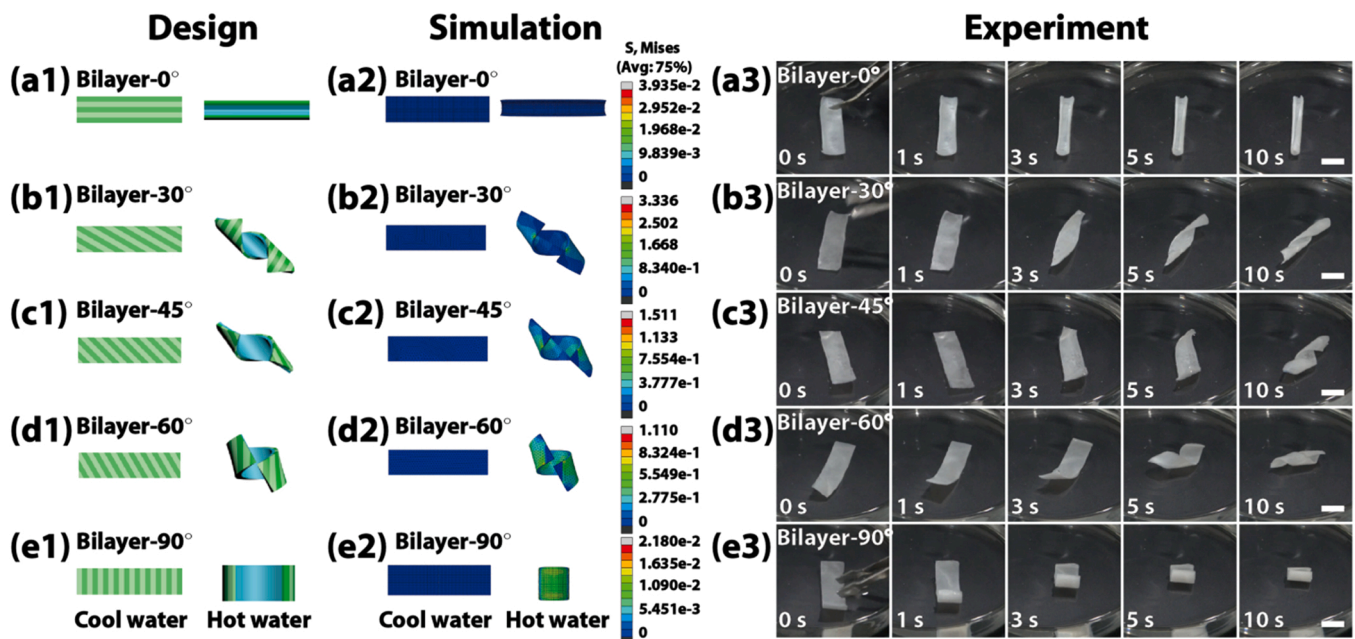 Design
Simulation
Experiment
S, Mises
(Avg: 75%)
(a1) Bilayer-0°
(a2) Bilayer-0°
3.935e-2
2.952e-2
1.968e-2
9.839e-3
0
(a3) Bilayer-0°
0 s
1 s
3 s
5 s
10 s
(b1) Bilayer-30°
(b2) Bilayer-30°
3.336
2.502
1.668
8.340e-1
0
(b3) Bilayer-30°
0 s
1 s
3 s
5 s
10 s
(c1) Bilayer-45°
(c2) Bilayer-45°
1.511
1.133
7.554e-1
3.777e-1
0
(c3) Bilayer-45°
0 s
1 s
3 s
5 s
10 s
(d1) Bilayer-60°
(d2) Bilayer-60°
1.110
8.324e-1
5.549e-1
2.775e-1
0
(d3) Bilayer-60°
0 s
1 s
3 s
5 s
10 s
(e1) Bilayer-90°
(e2) Bilayer-90°
2.180e-2
1.635e-2
1.090e-2
5.451e-3
0
(e3) Bilayer-90°
0 s
1 s
3 s
5 s
10 s
Cool water
Hot water
Cool water
Hot water